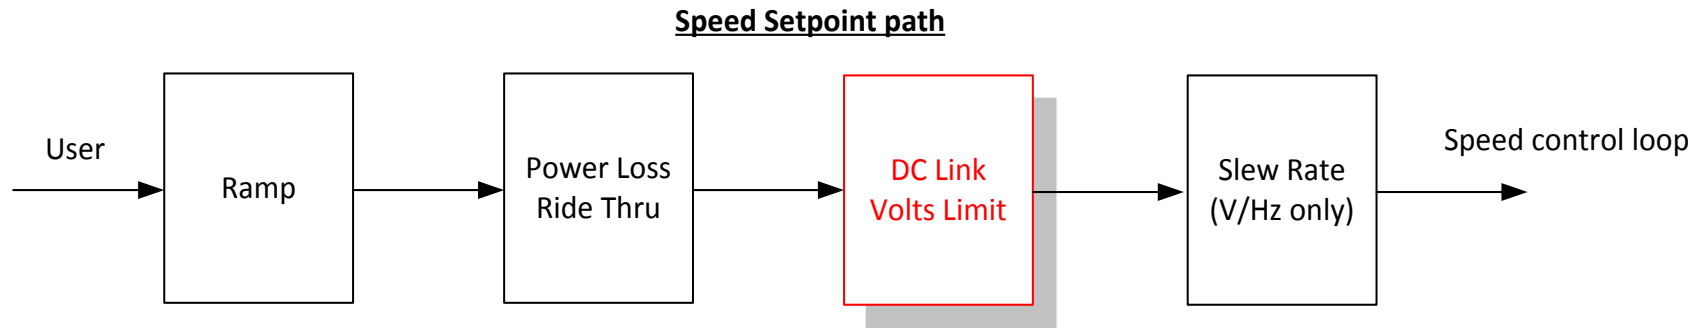 Speed Setpoint path
User
Ramp
Power Loss
Ride Thru
DC Link
Volts Limit
Slew Rate
(V/Hz only)
Speed control loop